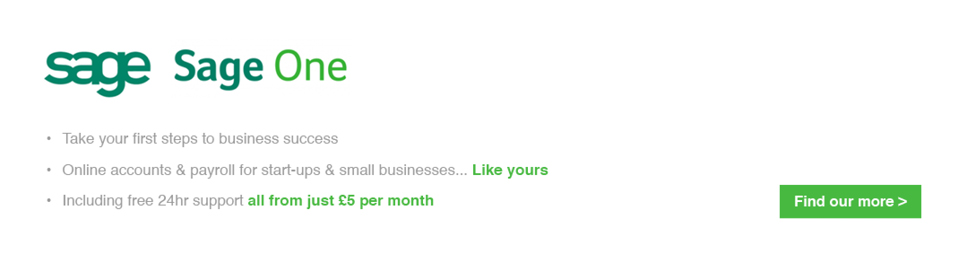 sage Sage One
• Take your first steps to business success
• Online accounts & payroll for start-ups & small businesses... Like yours
• Including free 24hr support all from just £5 per month
Find our more >